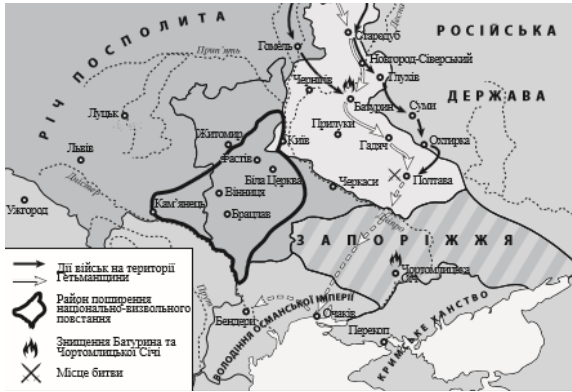 РІЧ ПОСПОЛИТА
РОСІЙСЬКА
ДЕРЖАВА
Гомель
Стародуб
Прип'ять
Новгород-Сіверський
Чернігів
Глухів
Батурин
Луцьк
Суми
Прилуки
Житомир
Київ
Гадяч
Охтирка
Львів
Фастів
Біла Церква
Дністер
Черкаси
Полтава
Вінниця
Ужгород
Кам'янець
Брацлав
Дніпро
ЗАПОРІЖЖЯ
Чортомлицька
Січ
Прут
Бендери
Очаків
Перекоп
ВОЛОДІННЯ ОСМАНСЬКОЇ ІМПЕРІЇ
КРИМСЬКЕ ХАНСТВО
Дії військ на території
Гетьманщини
Район поширення
національно-визвольного
повстання
Знищення Батурина та
Чортомлицької Січі
Місце битви